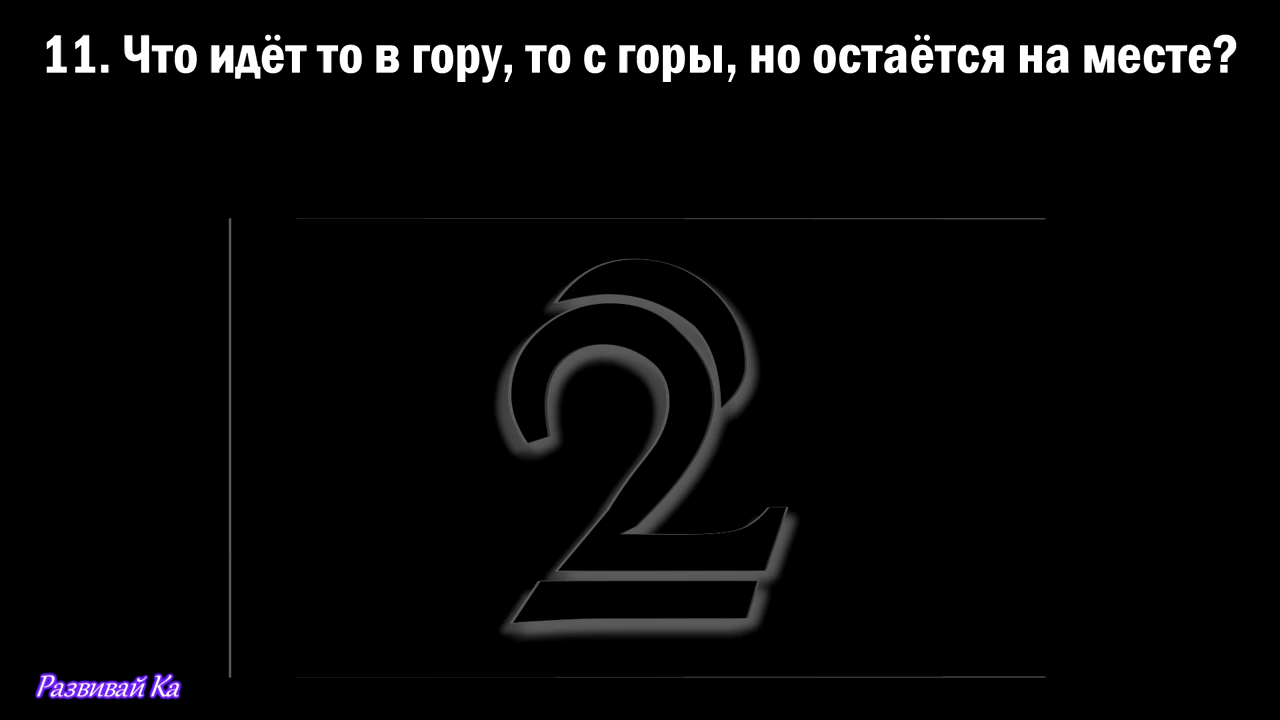 11. Что идёт то в гору, то с горы, но остаётся на месте?
2
Развивай Ка